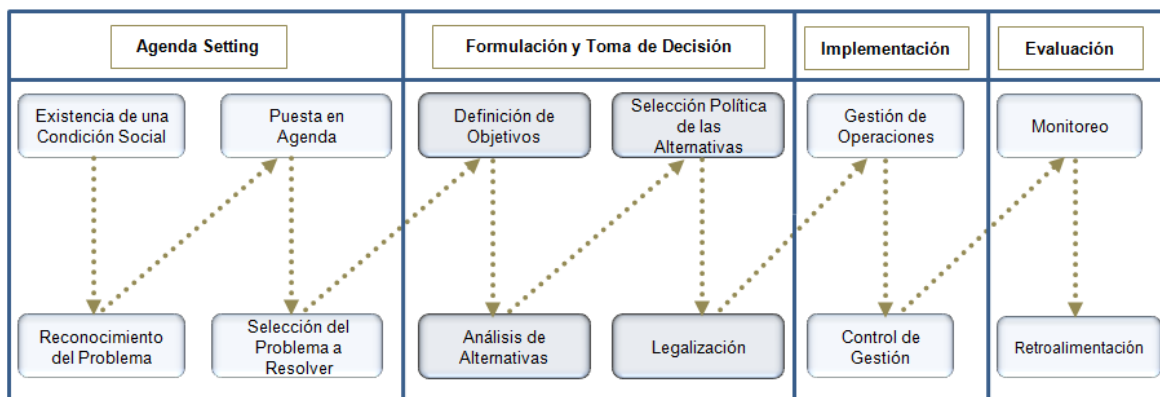 Agenda Setting
Formulación y Toma de Decisión
Implementación
Evaluación
Existencia de una
Condición Social
Puesta en
Agenda
Definición de
Objetivos
Selección Política
de las
Alternativas
Gestión de
Operaciones
Monitoreo
Reconocimiento
del Problema
Selección del
Problema a
Resolver
Análisis de
Alternativas
Legalización
Control de
Gestión
Retroalimentación